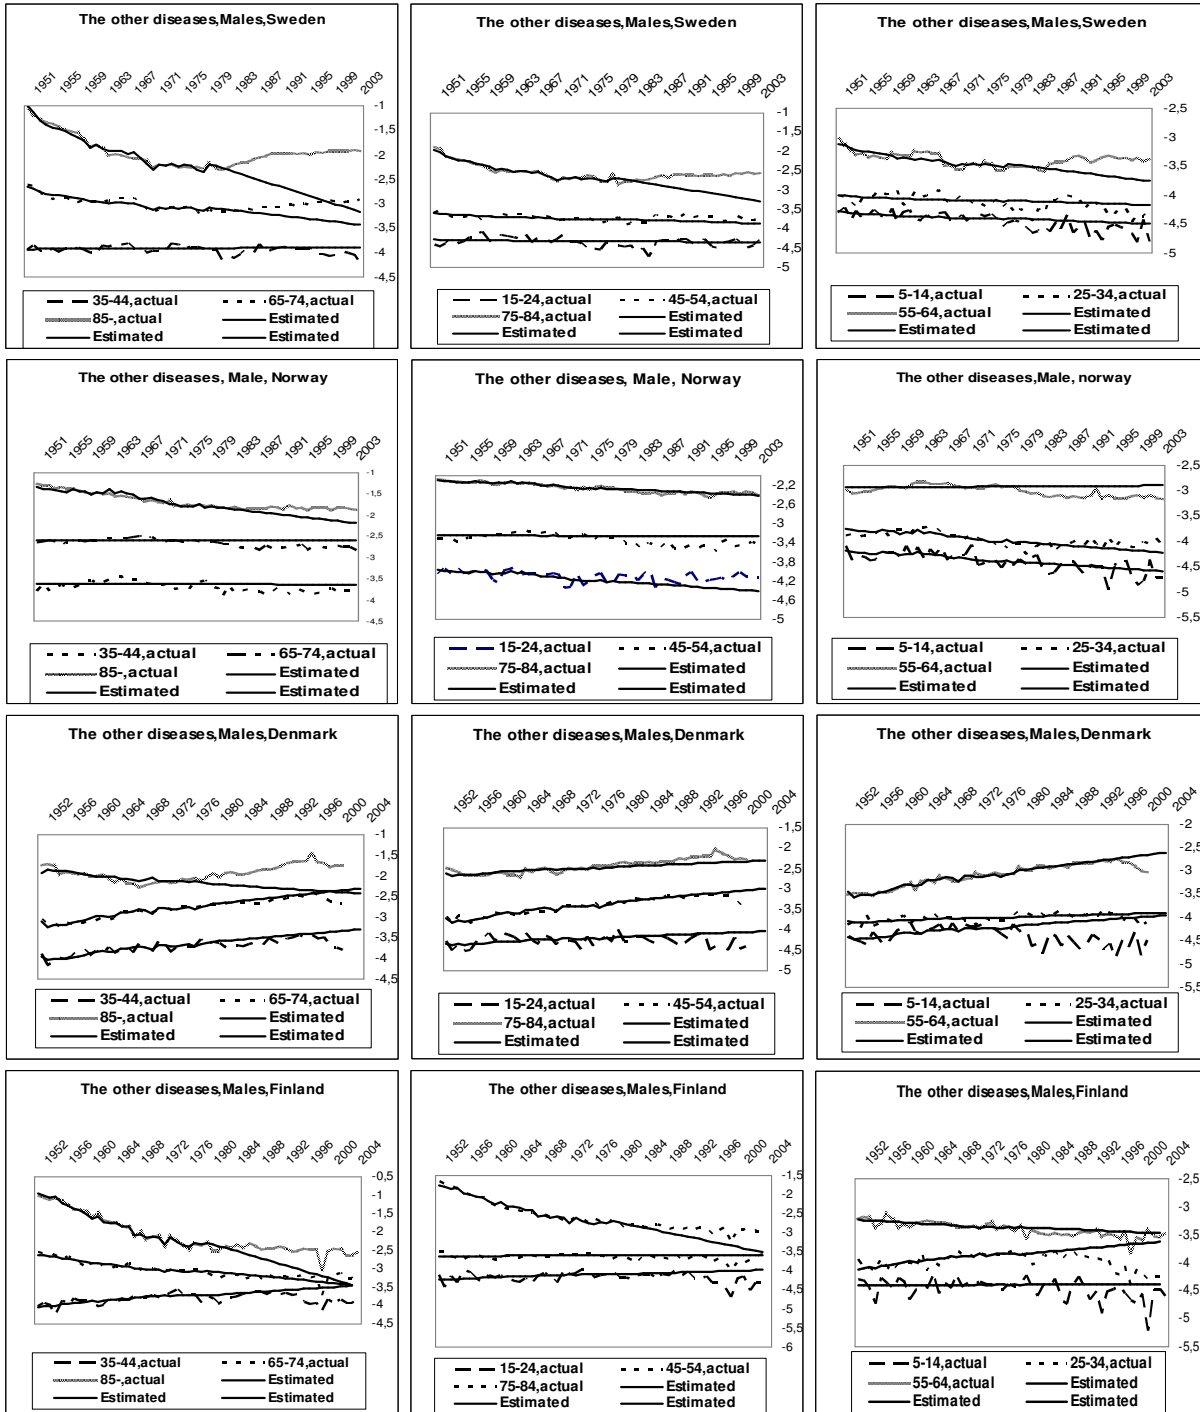 The other diseases,Males,Sweden
1951 1955 1959 1963 1967 1971 1975 1979 1983 1987 1991 1995 1999 2003
-1
-1,5
-2
-2,5
-3
-3,5
-4
-4,5
35-44,actual 65-74,actual
85-,actual Estimated
Estimated Estimated
The other diseases,Males,Sweden
1951 1955 1959 1963 1967 1971 1975 1979 1983 1987 1991 1995 1999 2003
-1
-1,5
-2
-2,5
-3
-3,5
-4
-4,5
-5
15-24,actual 45-54,actual
75-84,actual Estimated
Estimated Estimated
The other diseases,Males,Sweden
1951 1955 1959 1963 1967 1971 1975 1979 1983 1987 1991 1995 1999 2003
-2,5
-3
-3,5
-4
-4,5
-5
5-14,actual 25-34,actual
55-64,actual Estimated
Estimated Estimated
The other diseases, Male, Norway
1951 1955 1959 1963 1967 1971 1975 1979 1983 1987 1991 1995 1999 2003
-1
-1,5
-2
-2,5
-3
-3,5
-4
-4,5
35-44,actual 65-74,actual
85-,actual Estimated
Estimated Estimated
The other diseases, Male, Norway
1951 1955 1959 1963 1967 1971 1975 1979 1983 1987 1991 1995 1999 2003
-2,2
-2,6
-3
-3,4
-3,8
-4,2
-4,6
-5
15-24,actual 45-54,actual
75-84,actual Estimated
Estimated Estimated
The other diseases,Male, norway
1951 1955 1959 1963 1967 1971 1975 1979 1983 1987 1991 1995 1999 2003
-2,5
-3
-3,5
-4
-4,5
-5
-5,5
5-14,actual 25-34,actual
55-64,actual Estimated
Estimated Estimated
The other diseases,Males,Denmark
1952 1956 1960 1964 1968 1972 1976 1980 1984 1988 1992 1996 2000 2004
-1
-1,5
-2
-2,5
-3
-3,5
-4
-4,5
35-44,actual 65-74,actual
85-,actual Estimated
Estimated Estimated
The other diseases,Males,Denmark
1952 1956 1960 1964 1968 1972 1976 1980 1984 1988 1992 1996 2000 2004
-1,5
-2
-2,5
-3
-3,5
-4
-4,5
-5
15-24,actual 45-54,actual
75-84,actual Estimated
Estimated Estimated
The other diseases,Males,Denmark
1952 1956 1960 1964 1968 1972 1976 1980 1984 1988 1992 1996 2000 2004
-2
-2,5
-3
-3,5
-4
-4,5
-5
-5,5
5-14,actual 25-34,actual
55-64,actual Estimated
Estimated Estimated
The other diseases,Males,Finland
1952 1956 1960 1964 1968 1972 1976 1980 1984 1988 1992 1996 2000 2004
-0,5
-1
-1,5
-2
-2,5
-3
-3,5
-4
-4,5
35-44,actual 65-74,actual
85-,actual Estimated
Estimated Estimated
The other diseases,Males,Finland
1952 1956 1960 1964 1968 1972 1976 1980 1984 1988 1992 1996 2000 2004
-1,5
-2
-2,5
-3
-3,5
-4
-4,5
-5
-5,5
-6
15-24,actual 45-54,actual
75-84,actual Estimated
Estimated Estimated
The other diseases,Males,Finland
1952 1956 1960 1964 1968 1972 1976 1980 1984 1988 1992 1996 2000 2004
-2,5
-3
-3,5
-4
-4,5
-5
-5,5
5-14,actual 25-34,actual
55-64,actual Estimated
Estimated Estimated